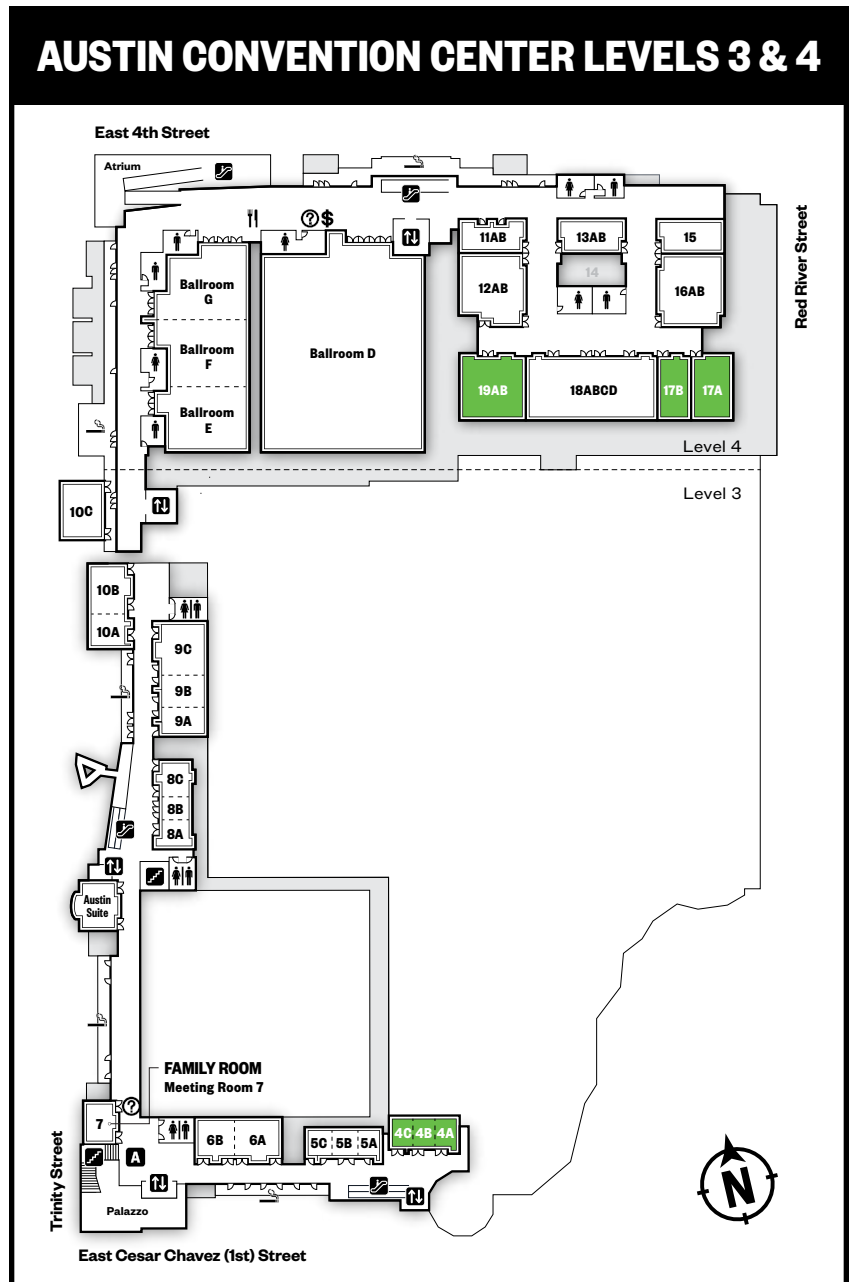 AUSTIN CONVENTION CENTER LEVELS 3 & 4
East 4th Street
Atrium
? $
11AB
13AB
15
14
12AB
16AB
Red River Street
Ballroom
G
Ballroom
F
Ballroom
E
Ballroom D
19AB
18ABCD
17B
17A
Level 4
Level 3
10C
10B
10A
9C
9B
9A
8C
8B
8A
Austin
Suite
FAMILY ROOM
Meeting Room 7
7
?
6B
6A
5C
5B
5A
4C
4B
4A
A
Palazzo
Trinity Street
East Cesar Chavez (1st) Street
N